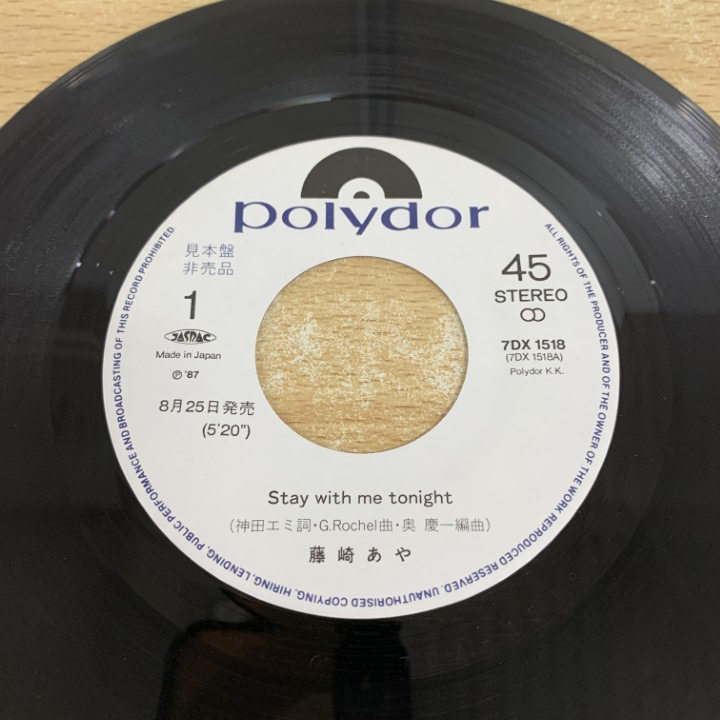 polydor
見本盤
非売品
1
JASRAC
Made in Japan
℗ '87
8月25日発売
(5'20")
45
STEREO
7DX 1518
(7DX 1518A)
Polydor K.K.
Stay with me tonight
(神田エミ詞・G.Rochel曲・奥 慶一編曲)
藤崎あや
ALL RIGHTS OF THE PRODUCER AND OF THE OWNER OF THE WORK REPRODUCED RESERVED. UNAUTHORISED COPYING, HIRING, LENDING, PUBLIC PERFORMANCE AND BROADCASTING OF THIS RECORD PROHIBITED.